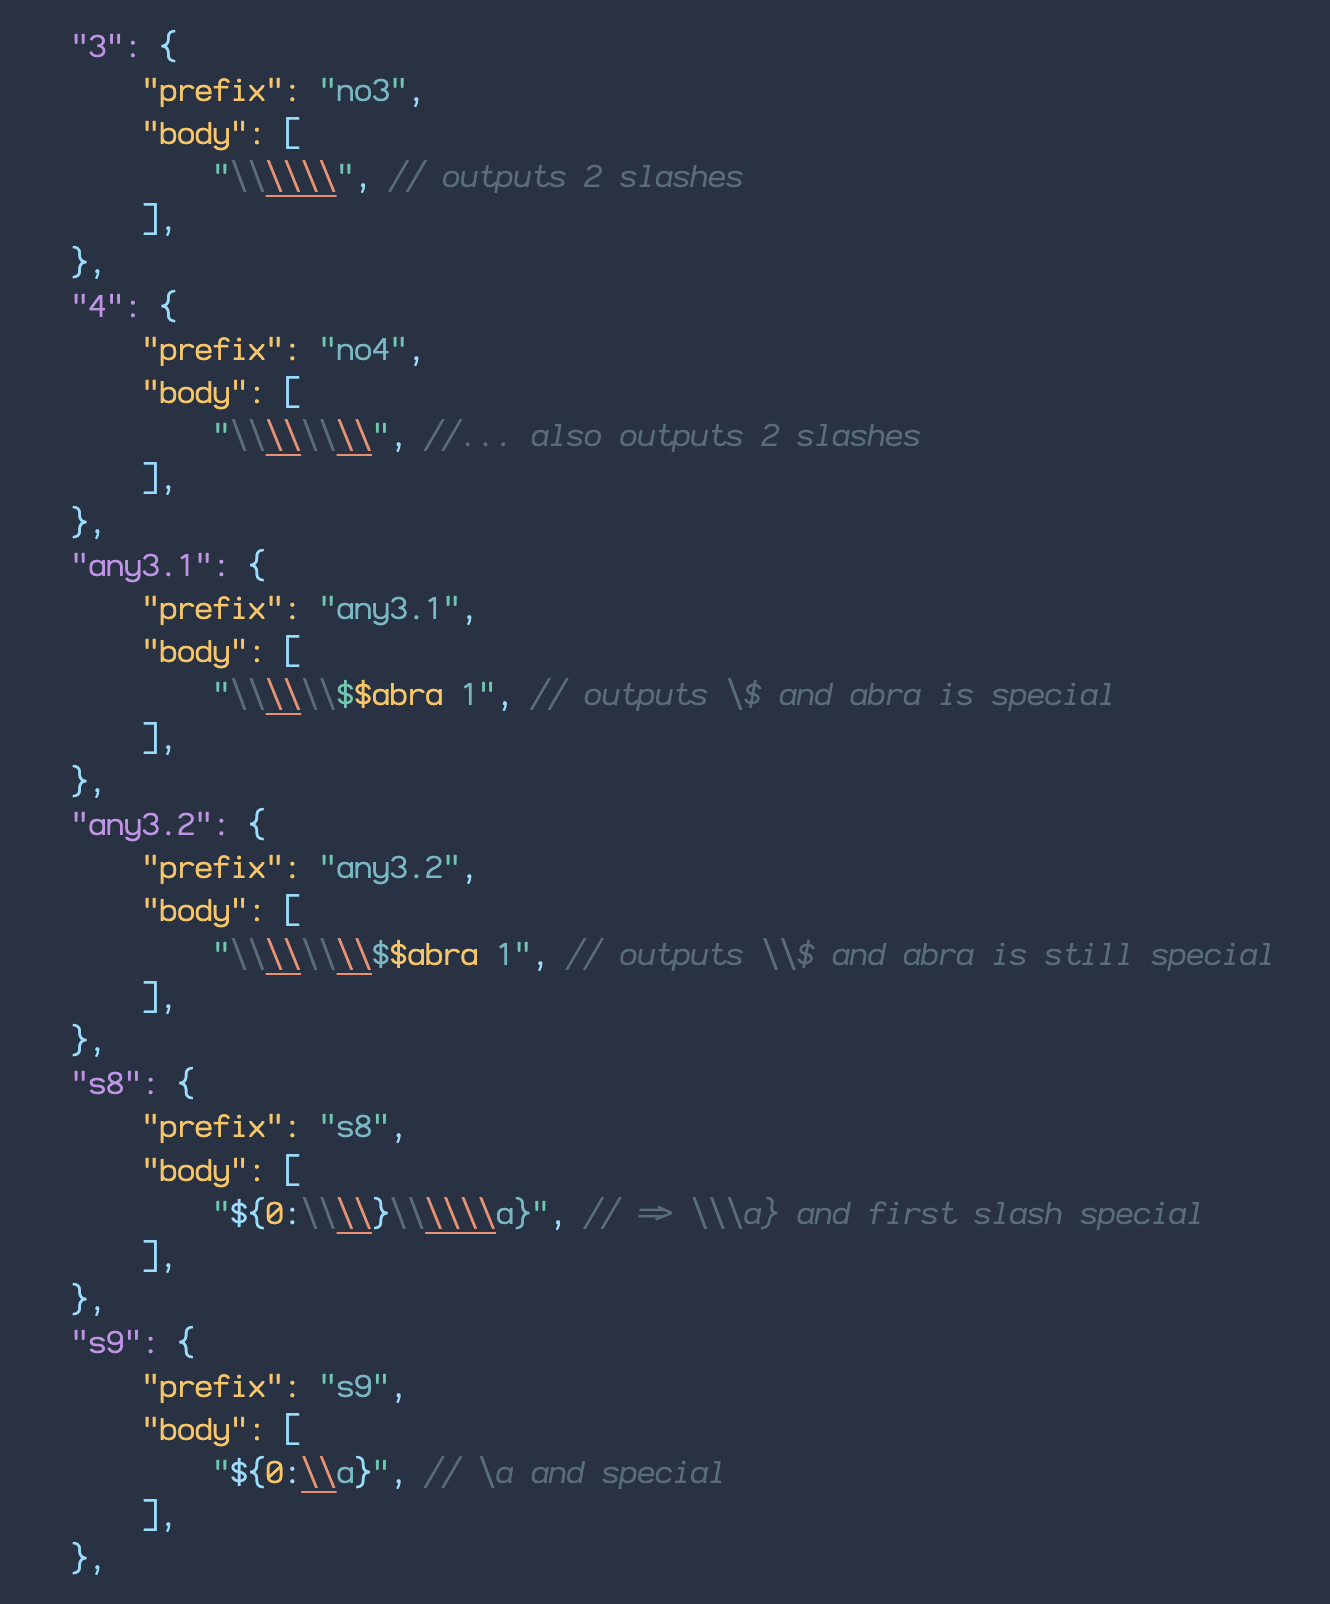 "3": {
"prefix": "no3",
"body": [
"\\\\\\", // outputs 2 slashes
],
},
"4": {
"prefix": "no4",
"body": [
"\\\\\\\\", //... also outputs 2 slashes
],
},
"any3.1": {
"prefix": "any3.1",
"body": [
"\\\\\\$$abra 1", // outputs \$ and abra is special
],
},
"any3.2": {
"prefix": "any3.2",
"body": [
"\\\\\\\\$$abra 1", // outputs \\$ and abra is still special
],
},
"s8": {
"prefix": "s8",
"body": [
"${0:\\\\}\\\\\\a}", // => \\\a} and first slash special
],
},
"s9": {
"prefix": "s9",
"body": [
"${0:\\a}", // \a and special
],
},